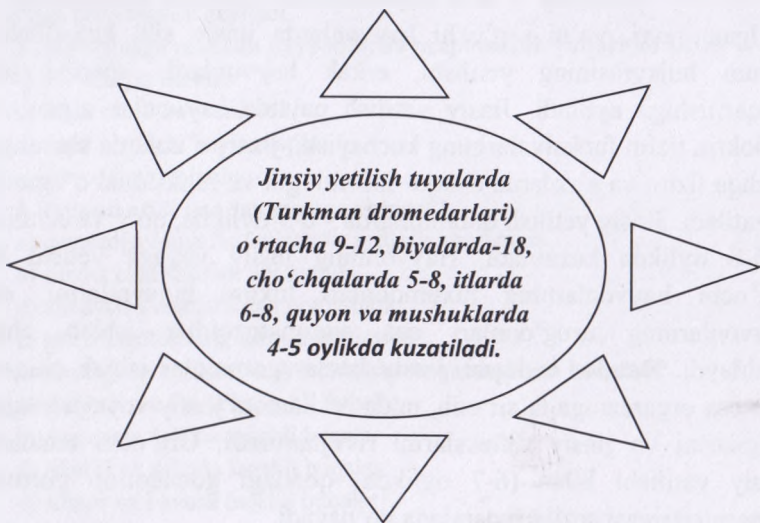 Jinsiy yetilish tuyalarda
(Turkman dromedarlari)
o‘rtacha 9-12, biyalarda-18,
cho‘chqalarda 5-8, itlarda
6-8, quyon va mushuklarda
4-5 oylikda kuzatiladi.